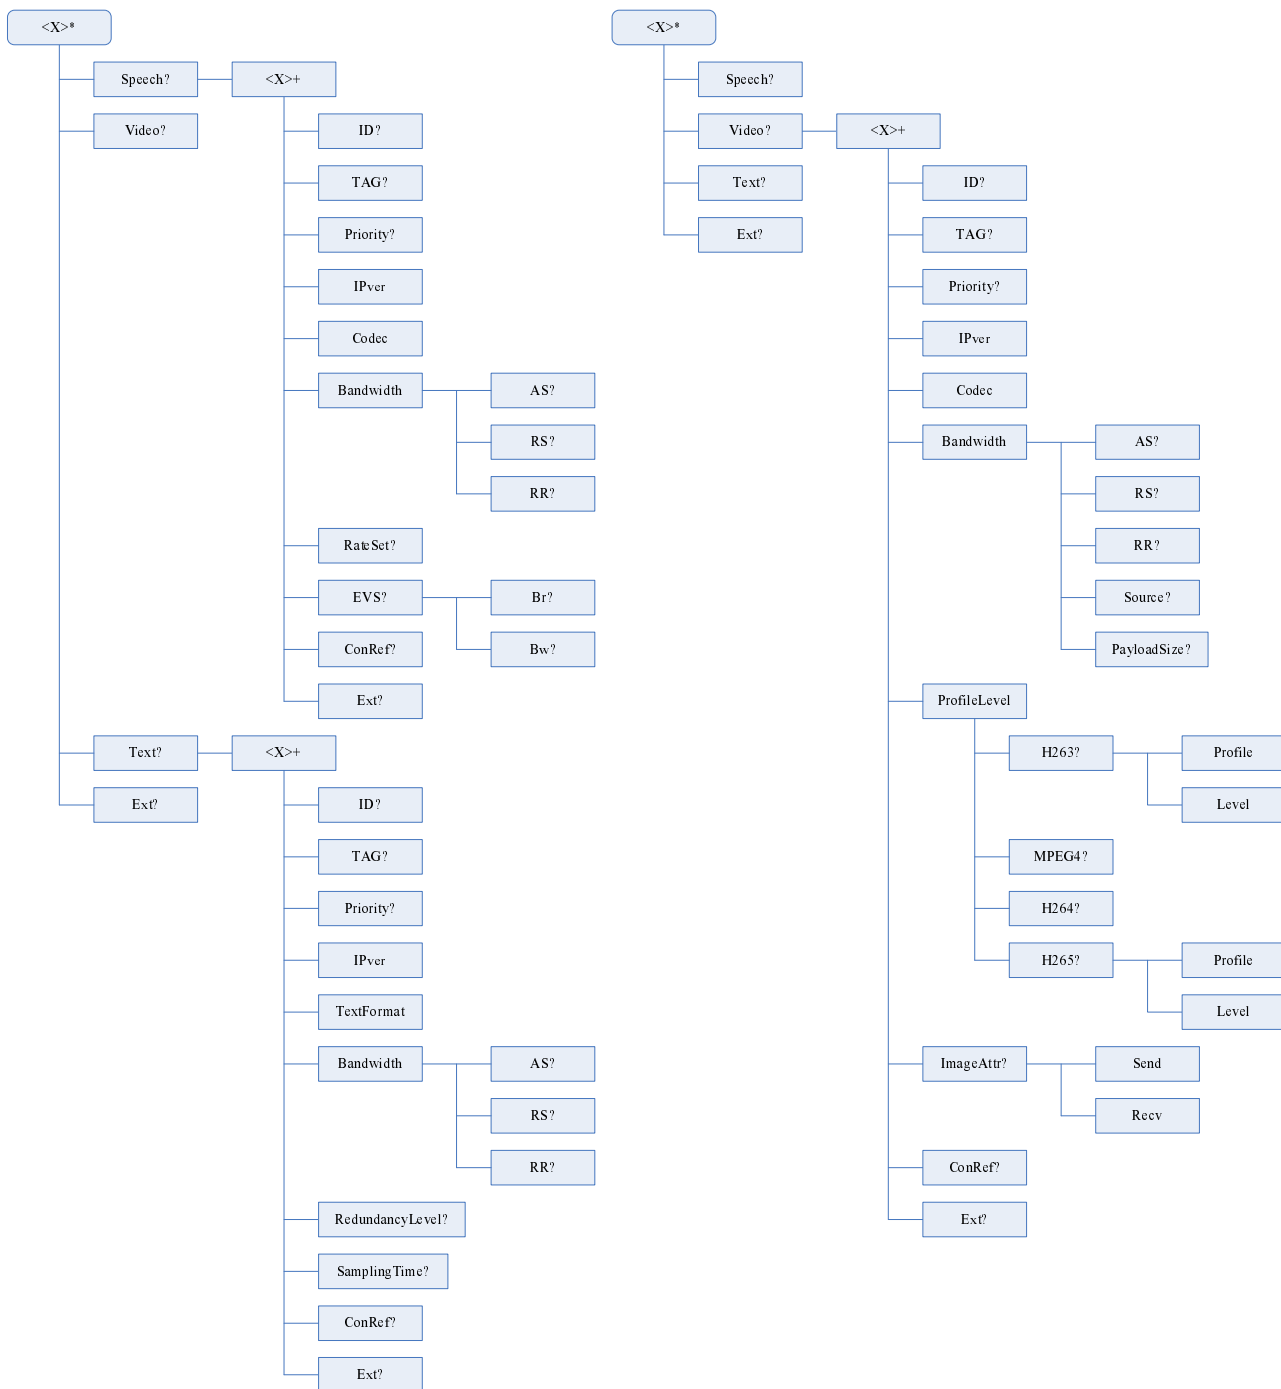 <X>*
Speech?
<X>+
Video?
ID?
TAG?
Priority?
IPver
Codec
Bandwidth
AS?
RS?
RR?
RateSet?
EVS?
Br?
Bw?
ConRef?
Ext?
Text?
<X>+
Ext?
ID?
TAG?
Priority?
IPver
TextFormat
Bandwidth
AS?
RS?
RR?
RedundancyLevel?
SamplingTime?
ConRef?
Ext?
<X>*
Speech?
Video?
<X>+
Text?
Ext?
ID?
TAG?
Priority?
IPver
Codec
Bandwidth
AS?
RS?
RR?
Source?
PayloadSize?
ProfileLevel
H263?
Profile
Level
MPEG4?
H264?
H265?
Profile
Level
ImageAttr?
Send
Recv
ConRef?
Ext?